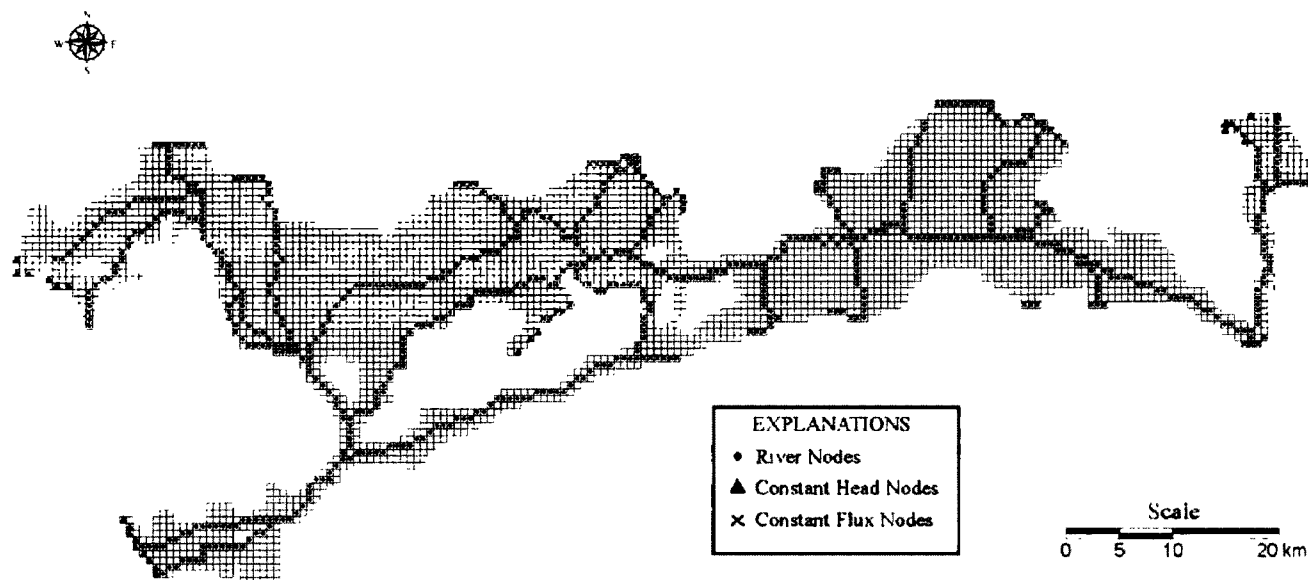 N
W
S
EXPLANATIONS
River Nodes
Constant Head Nodes
Constant Flux Nodes
Scale
0 5 10 20 km